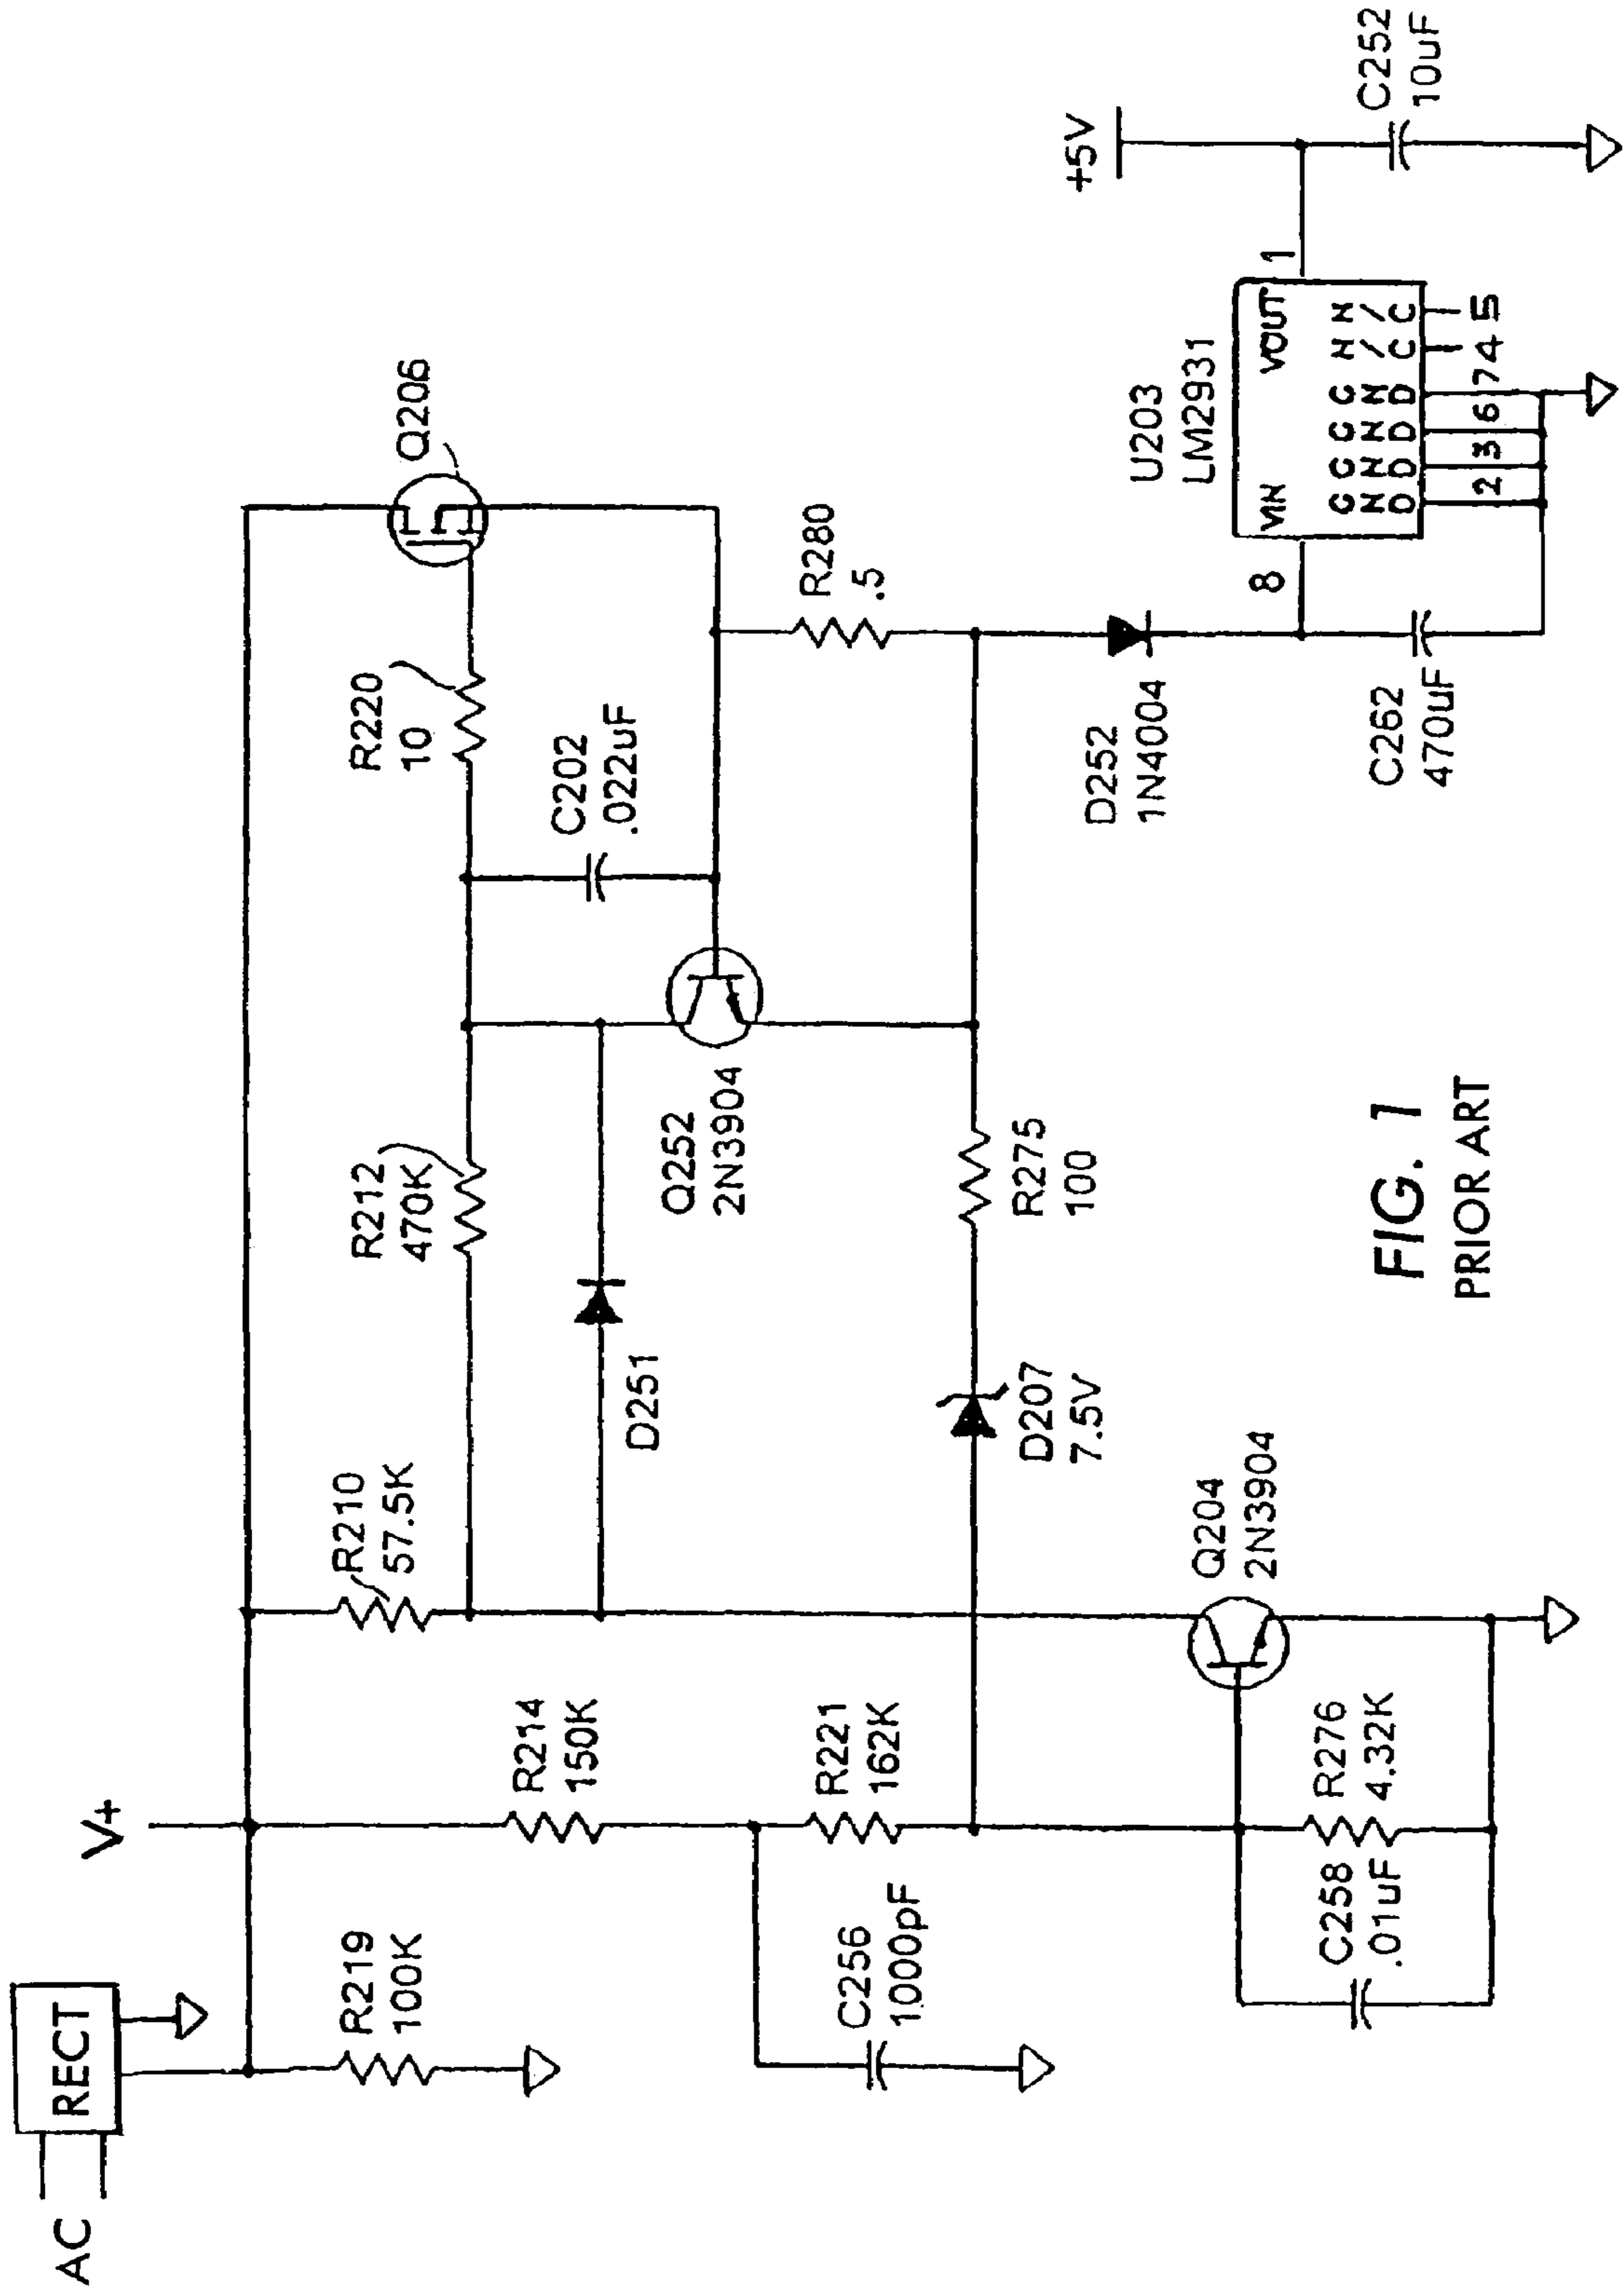 AC
RECT
V+
R219
100K
R214
150K
C256
1000pF
R221
162K
C258
.01uF
R276
4.32K
R210
57.5K
Q204
2N3904
D251
D207
7.5V
R212
470K
Q252
2N3904
R275
100
C202
.022uF
R220
10
Q206
R280
.5
D252
1N4004
C262
470uF
U203
LM2931
8
VIN
VOUT
1
GND
GND
GND
GND
N/C
N/C
2
3
6
7
4
5
+5V
C252
10uF
FIG. 1
PRIOR ART